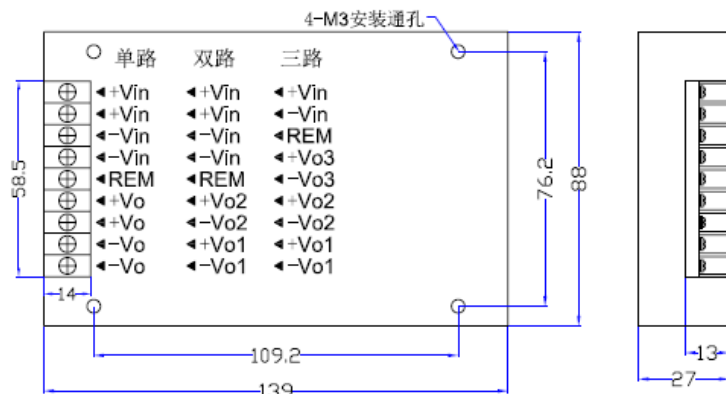 4-M3安装通孔
单路 双路 三路
+Vin +Vin +Vin
+Vin +Vin -Vin
-Vin -Vin REM
-Vin -Vin +Vo3
REM REM -Vo3
+Vo +Vo2 +Vo2
+Vo -Vo2 -Vo2
-Vo +Vo1 +Vo1
-Vo -Vo1 -Vo1
58.5
14
76.2
88
109.2
139
13
27